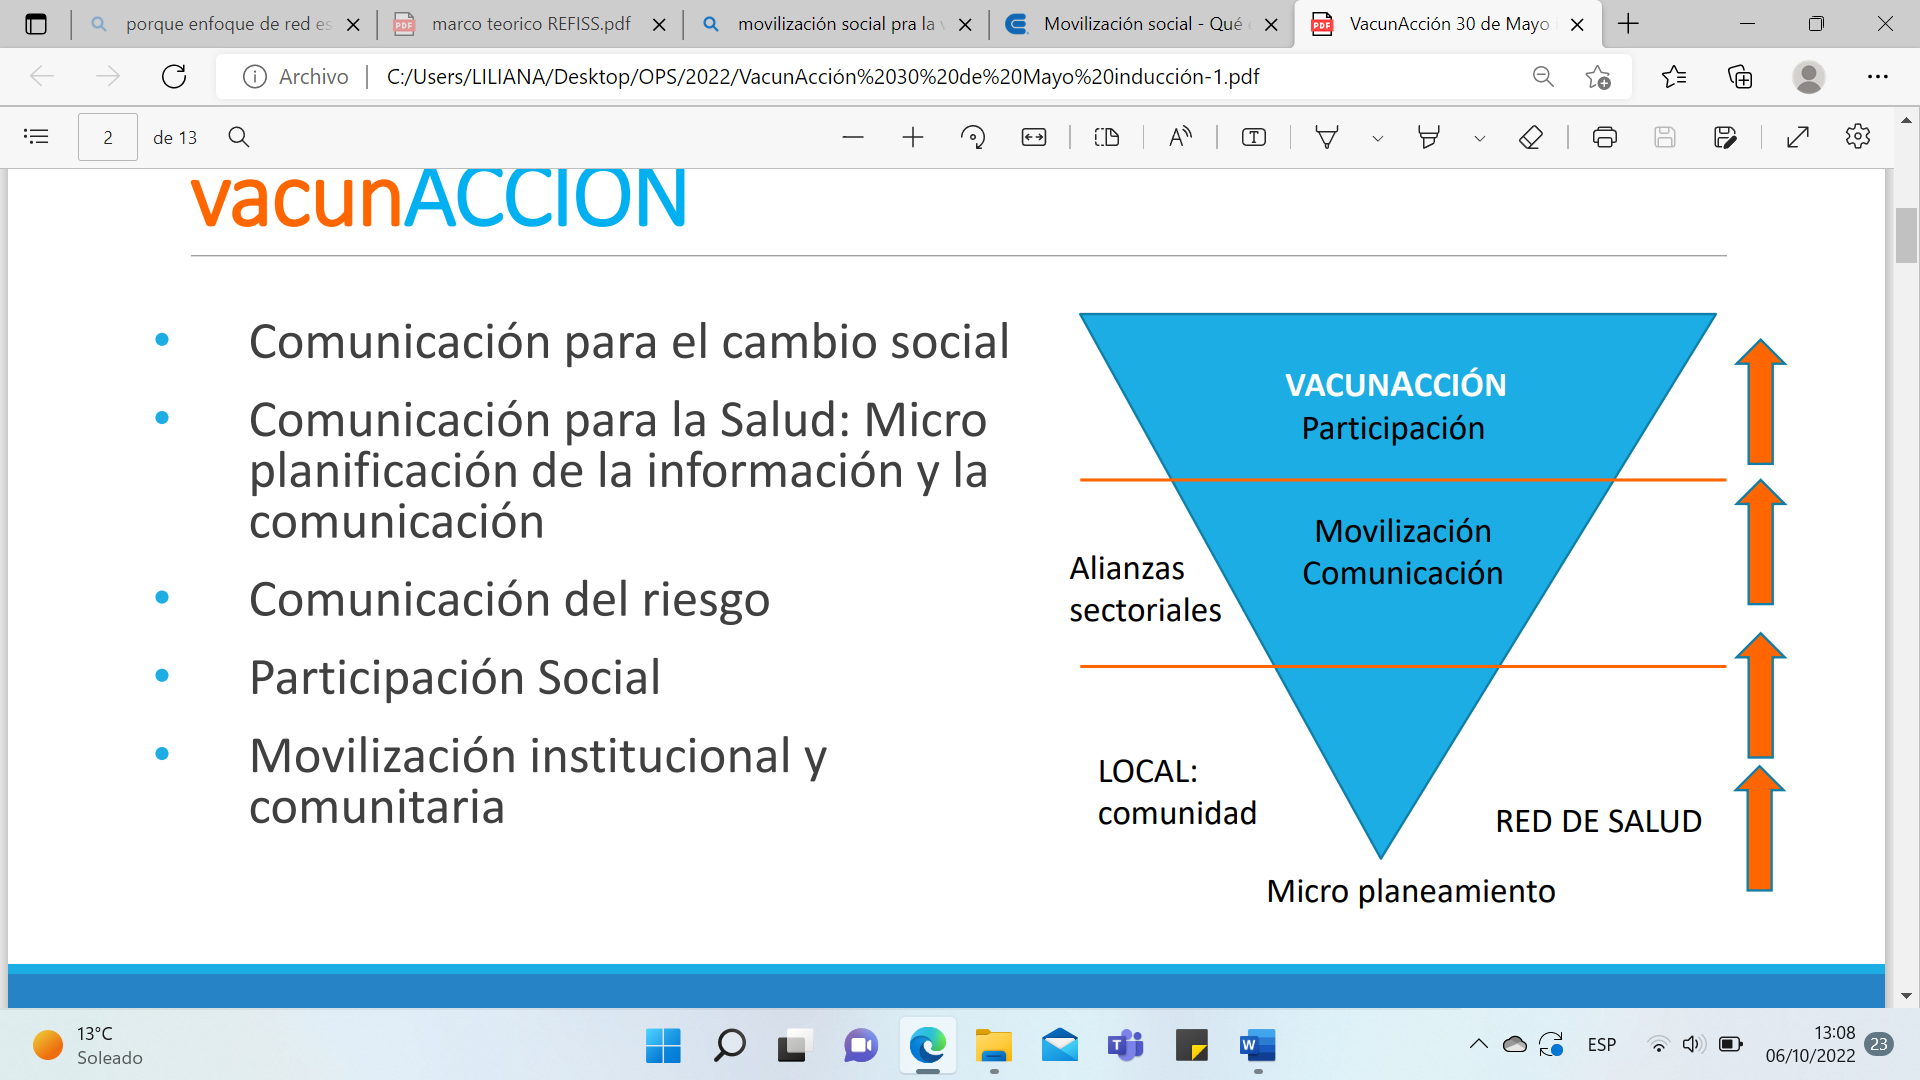 porque enfoque de red es
marco teorico REFISS.pdf
movilización social pra la v
Movilización social - Qué e
VacunAcción 30 de Mayo i
Archivo
C:/Users/LILIANA/Desktop/OPS/2022/VacunAcción%2030%20de%20Mayo%20inducción-1.pdf
2 de 13
vacunACCIÓN
• Comunicación para el cambio social
• Comunicación para la Salud: Micro
planificación de la información y la
comunicación
• Comunicación del riesgo
• Participación Social
• Movilización institucional y
comunitaria
VACUNACCIÓN
Participación
Movilización
Comunicación
Alianzas
sectoriales
LOCAL:
comunidad
RED DE SALUD
Micro planeamiento
13°C
Soleado
ESP
13:08
06/10/2022
23